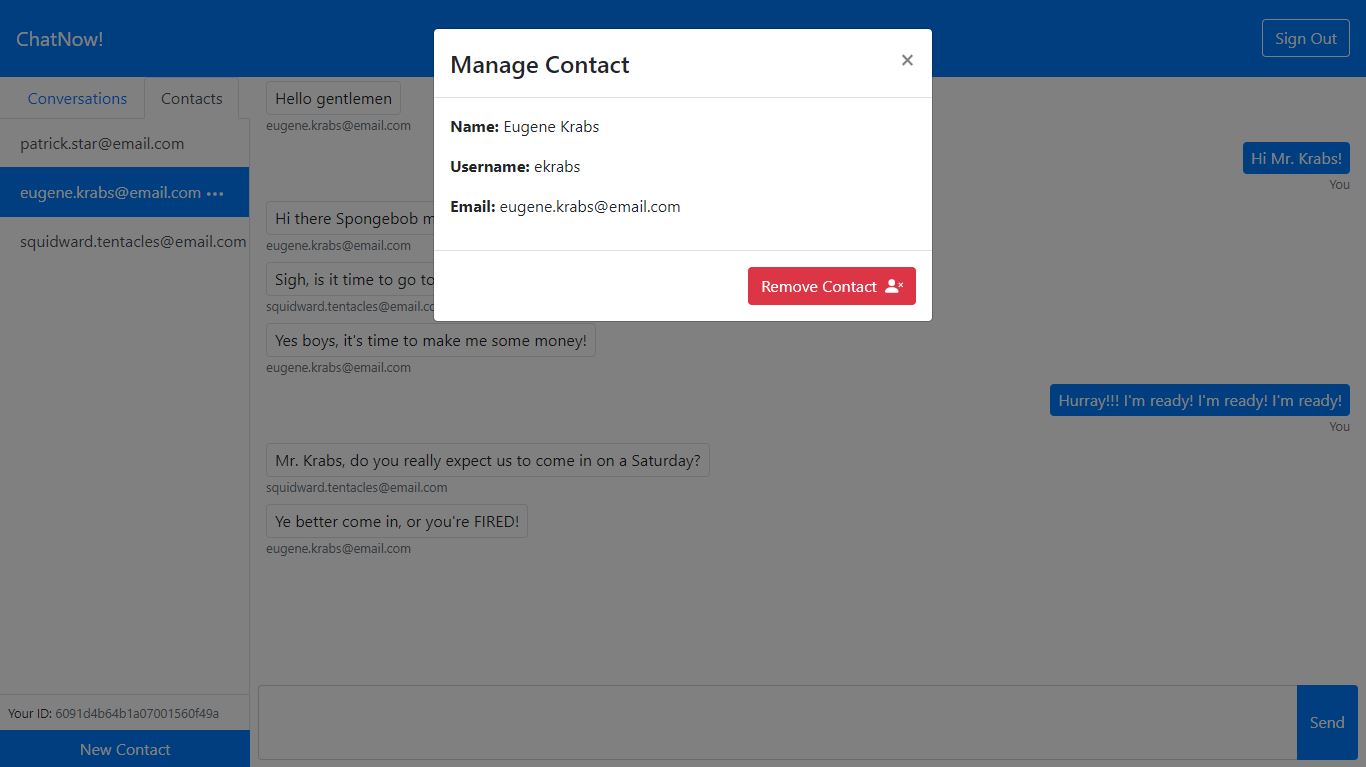 ChatNow!
Sign Out
Conversations
Contacts
patrick.star@email.com
eugene.krabs@email.com •••
squidward.tentacles@email.com
Your ID: 6091d4b64b1a07001560f49a
New Contact
Manage Contact
×
Name: Eugene Krabs
Username: ekrabs
Email: eugene.krabs@email.com
Remove Contact
Hello gentlemen
eugene.krabs@email.com
Hi Mr. Krabs!
You
Hi there Spongebob
eugene.krabs@email.com
Sigh, is it time to go
squidward.tentacles@email.co
Yes boys, it's time to make me some money!
eugene.krabs@email.com
Hurray!!! I'm ready! I'm ready! I'm ready!
You
Mr. Krabs, do you really expect us to come in on a Saturday?
squidward.tentacles@email.com
Ye better come in, or you're FIRED!
eugene.krabs@email.com
Send